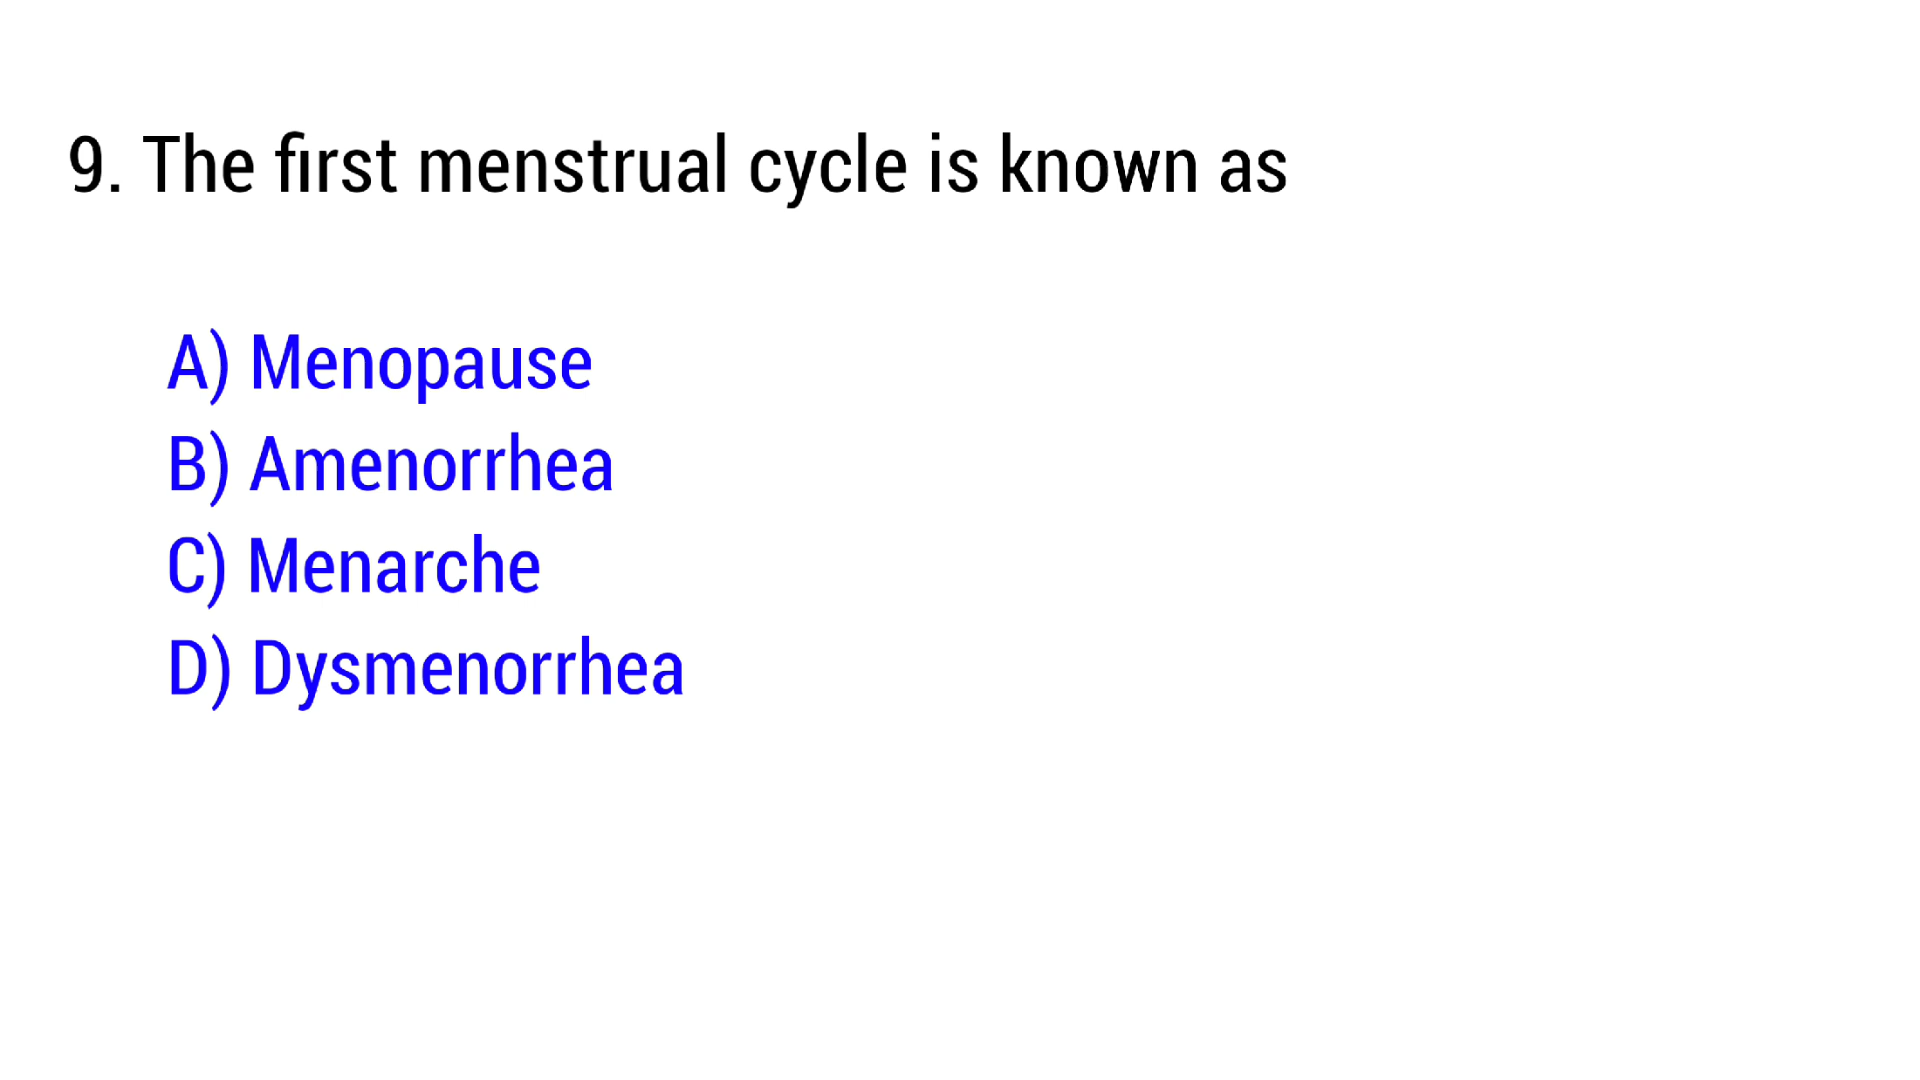 9. The first menstrual cycle is known as
A) Menopause
B) Amenorrhea
C) Menarche
D) Dysmenorrhea